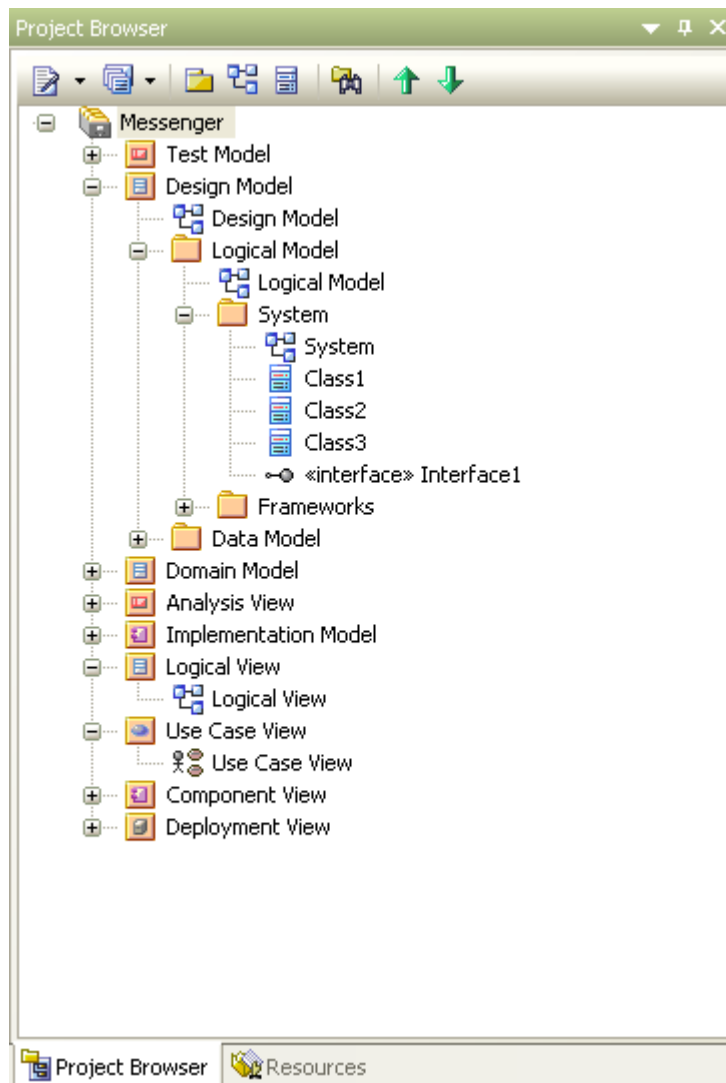 Project Browser
Messenger
Test Model
Design Model
Design Model
Logical Model
Logical Model
System
System
Class1
Class2
Class3
«interface» Interface1
Frameworks
Data Model
Domain Model
Analysis View
Implementation Model
Logical View
Logical View
Use Case View
Use Case View
Component View
Deployment View
Project Browser Resources